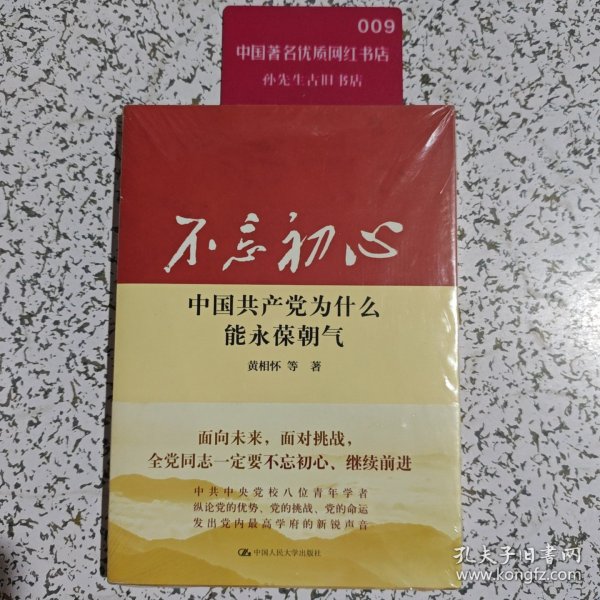 009
中国著名优质网红书店
孙先生古旧书店
不忘初心
中国共产党为什么
能永葆朝气
黄相怀 等 著
面向未来，面对挑战，
全党同志一定要不忘初心、继续前进
中共中央党校八位青年学者
纵论党的优势、党的挑战、党的命运
发出党内最高学府的新锐声音
中国人民大学出版社
孔夫子旧书网
www.kongfz.com